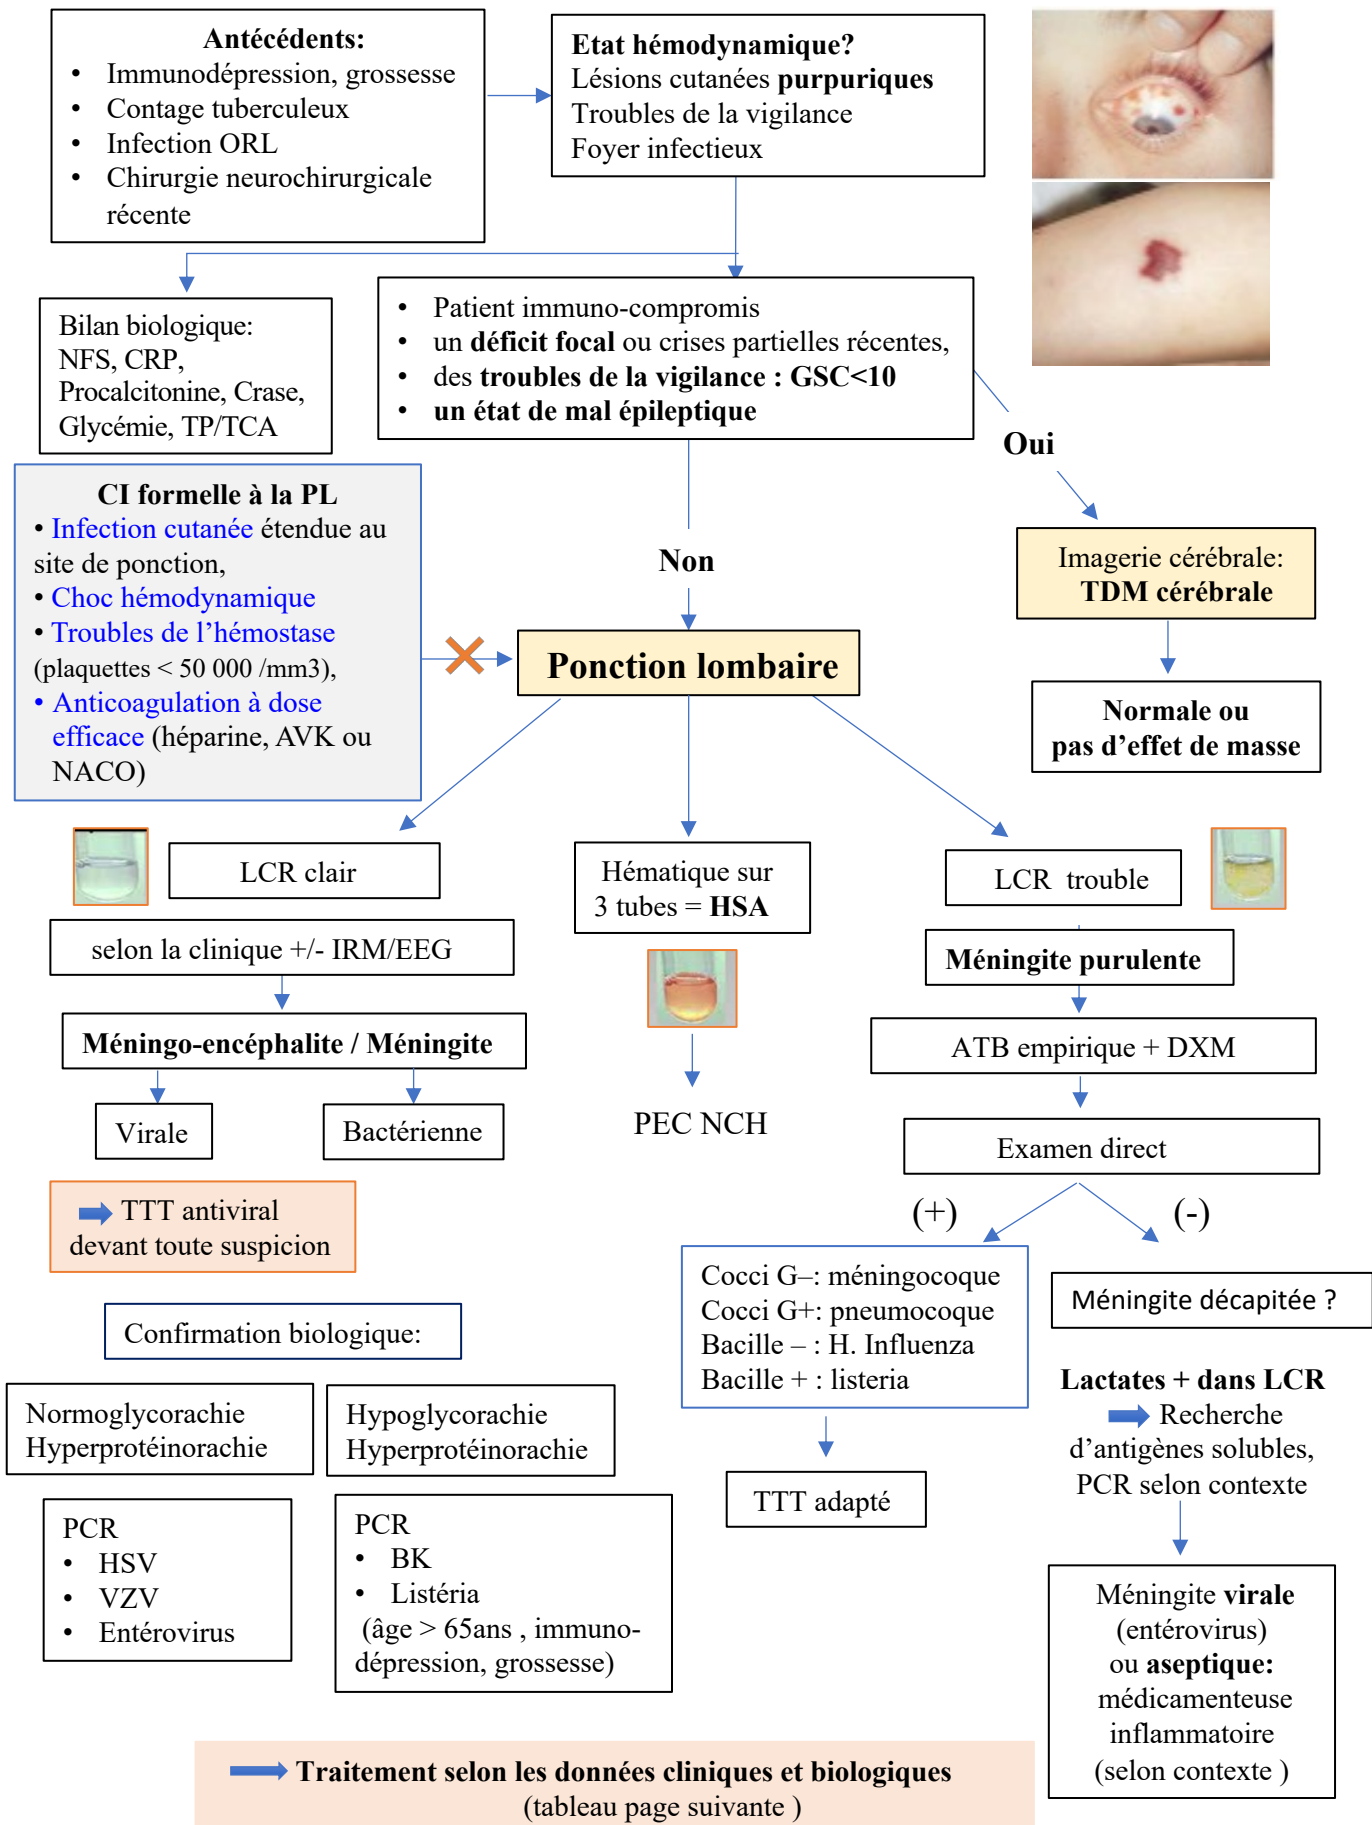 Antécédents:
• Immunodépression, grossesse
• Contage tuberculeux
• Infection ORL
• Chirurgie neurochirurgicale
récente
Etat hémodynamique?
Lésions cutanées purpuriques
Troubles de la vigilance
Foyer infectieux
Bilan biologique:
NFS, CRP,
Procalcitonine, Crase,
Glycémie, TP/TCA
• Patient immuno-compromis
• un déficit focal ou crises partielles récentes,
• des troubles de la vigilance : GSC<10
• un état de mal épileptique
Oui
Non
CI formelle à la PL
• Infection cutanée étendue au
site de ponction,
• Choc hémodynamique
• Troubles de l’hémostase
(plaquettes < 50 000 /mm3),
• Anticoagulation à dose
efficace (héparine, AVK ou
NACO)
Ponction lombaire
Imagerie cérébrale:
TDM cérébrale
Normale ou
pas d’effet de masse
LCR clair
selon la clinique +/- IRM/EEG
Méningo-encéphalite / Méningite
Virale
Bactérienne
TTT antiviral
devant toute suspicion
Hématique sur
3 tubes = HSA
PEC NCH
LCR trouble
Méningite purulente
ATB empirique + DXM
Examen direct
(+)
(-)
Cocci G–: méningocoque
Cocci G+: pneumocoque
Bacille – : H. Influenza
Bacille + : listeria
TTT adapté
Méningite décapitée ?
Lactates + dans LCR
Recherche
d’antigènes solubles,
PCR selon contexte
Méningite virale
(entérovirus)
ou aseptique:
médicamenteuse
inflammatoire
(selon contexte )
Confirmation biologique:
Normoglycorachie
Hyperprotéinorachie
Hypoglycorachie
Hyperprotéinorachie
PCR
• HSV
• VZV
• Entérovirus
PCR
• BK
• Listéria
(âge > 65ans , immuno-
dépression, grossesse)
Traitement selon les données cliniques et biologiques
(tableau page suivante )